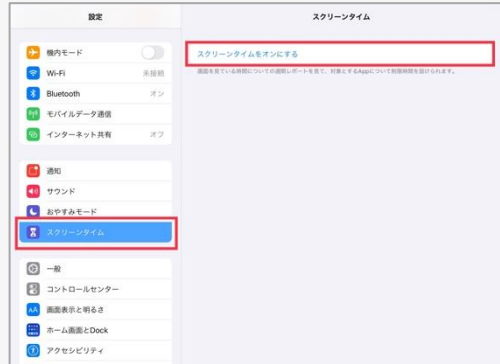 設定
機内モード
Wi-Fi 未接続
Bluetooth オン
モバイルデータ通信
インターネット共有 オフ
通知
サウンド
おやすみモード
スクリーンタイム
一般
コントロールセンター
AA 画面表示と明るさ
ホーム画面とDock
アクセシビリティ
スクリーンタイム
スクリーンタイムをオンにする
画面を見ている時間についての週間レポートを見て、対象とするAppについて制限時間を設けられます。